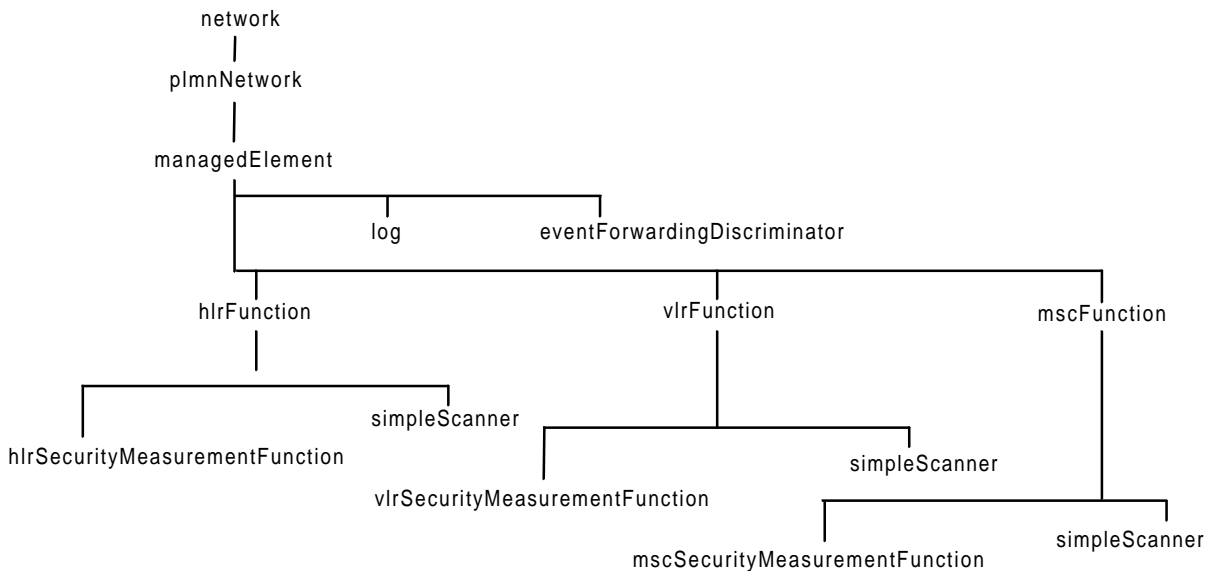 network
plmnNetwork
managedElement
log
eventForwardingDiscriminator
hlrFunction
vlrFunction
mscFunction
simpleScanner
hlrSecurityMeasurementFunction
simpleScanner
vlrSecurityMeasurementFunction
simpleScanner
mscSecurityMeasurementFunction